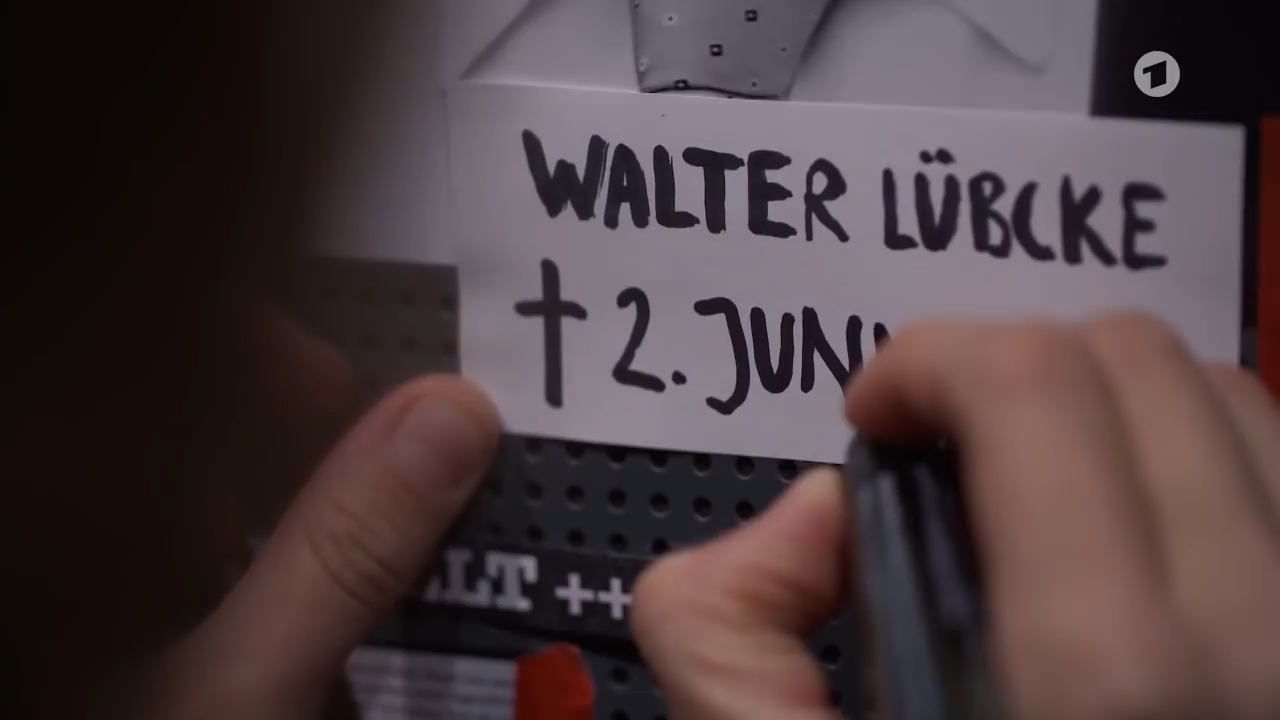 WALTER LÜBCKE
† 2. JUN
LT ++